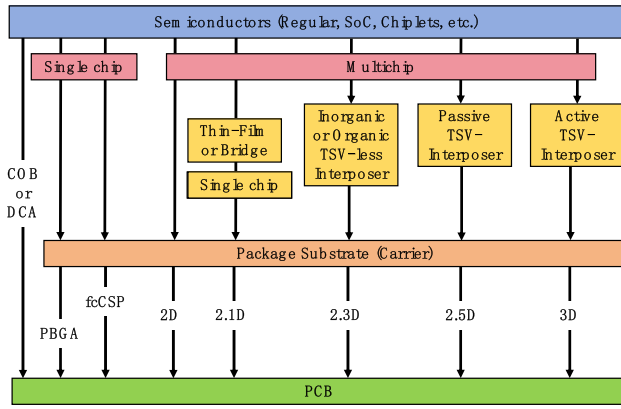 Semiconductors (Regular, SoC, Chiplets, etc.)
Single chip
Multichip
Thin-Film
or Bridge
Single chip
Inorganic
or Organic
TSV-less
Interposer
Passive
TSV-
Interposer
Active
TSV-
Interposer
COB
or
DCA
Package Substrate (Carrier)
PBGA
fcCSP
2D
2.1D
2.3D
2.5D
3D
PCB